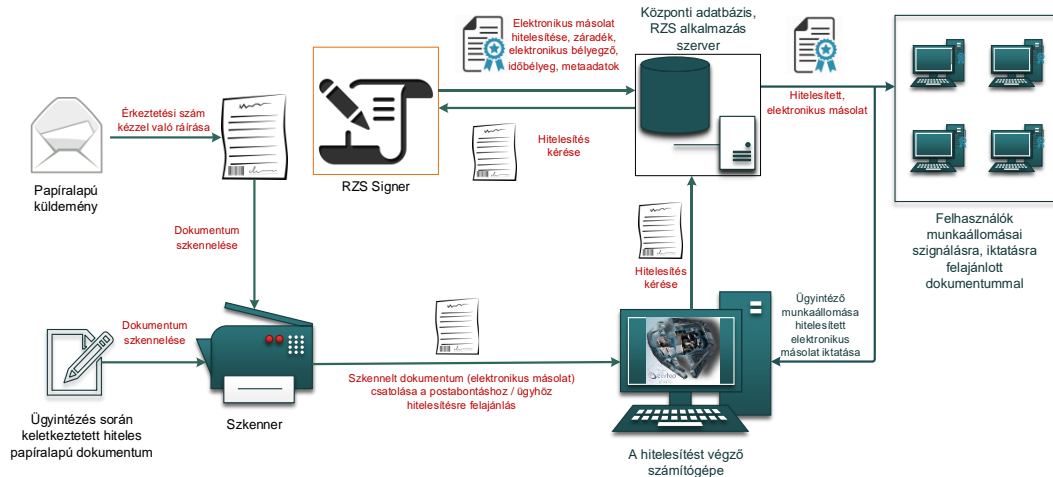 Elektronikus másolat
hitelesítése, záradék,
elektronikus bélyegző,
időbélyeg, metaadatok
Központi adatbázis,
RZS alkalmazás
szerver
Érkeztetési szám
kézzel való ráírása
Hitelesítés
kérése
Hitelesített,
elektronikus másolat
Papíralapú
küldemény
RZS Signer
Dokumentum
szkennelése
Hitelesítés
kérése
Felhasználók
munkaállomásai
szignálásra, iktatásra
felajánlott
dokumentummal
Dokumentum
szkennelése
Ügyintéző
munkaállomása
hitelesített
elektronikus
másolat iktatása
Szkennelt dokumentum (elektronikus másolat)
csatolása a postabontáshoz / ügyhöz
hitelesítésre felajánlás
Ügyintézés során
keletkeztetett hiteles
papíralapú dokumentum
Szkenner
A hitelesítést végző
számítógépe